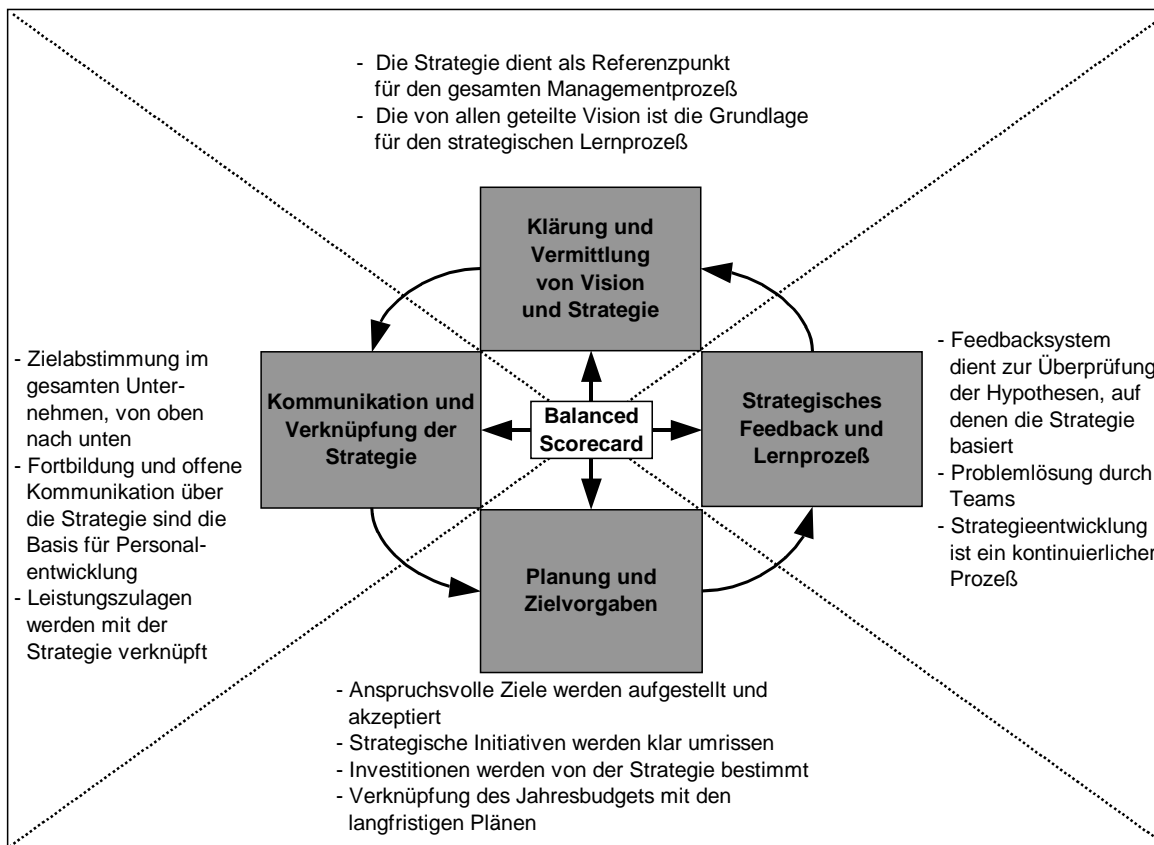 - Die Strategie dient als Referenzpunkt
für den gesamten Managementprozeß
- Die von allen geteilte Vision ist die Grundlage
für den strategischen Lernprozeß
Klärung und
Vermittlung
von Vision
und Strategie
- Zielabstimmung im
gesamten Unter-
nehmen, von oben
nach unten
- Fortbildung und offene
Kommunikation über
die Strategie sind die
Basis für Personal-
entwicklung
- Leistungszulagen
werden mit der
Strategie verknüpft
Kommunikation und
Verknüpfung der
Strategie
Balanced
Scorecard
Strategisches
Feedback und
Lernprozeß
- Feedbacksystem
dient zur Überprüfung
der Hypothesen, auf
denen die Strategie
basiert
- Problemlösung durch
Teams
- Strategieentwicklung
ist ein kontinuierlicher
Prozeß
Planung und
Zielvorgaben
- Anspruchsvolle Ziele werden aufgestellt und
akzeptiert
- Strategische Initiativen werden klar umrissen
- Investitionen werden von der Strategie bestimmt
- Verknüpfung des Jahresbudgets mit den
langfristigen Plänen